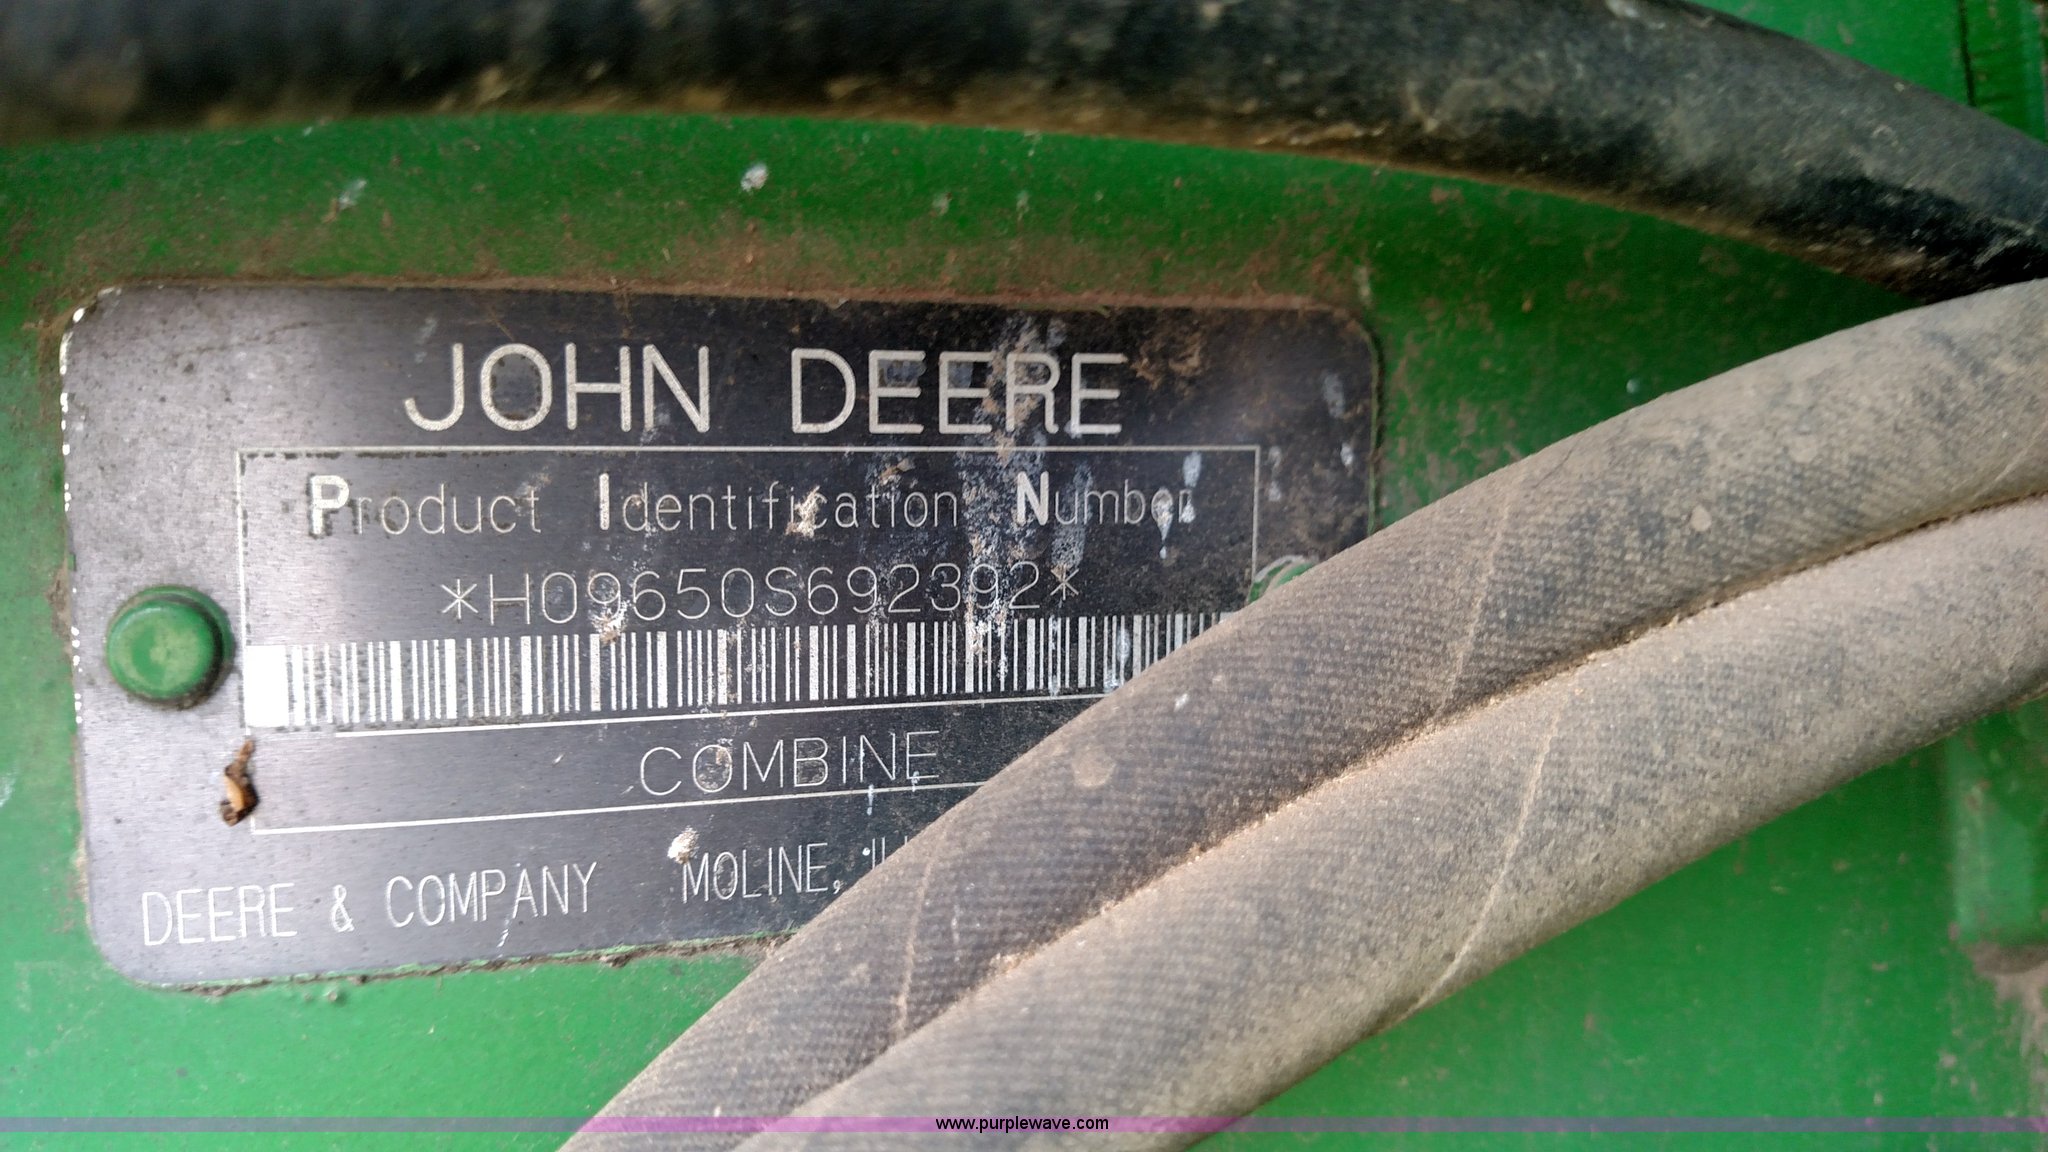 JOHN DEERE
Product Identification Number
*H09650S692392*
COMBINE
DEERE & COMPANY MOLINE,
www.purplewave.com